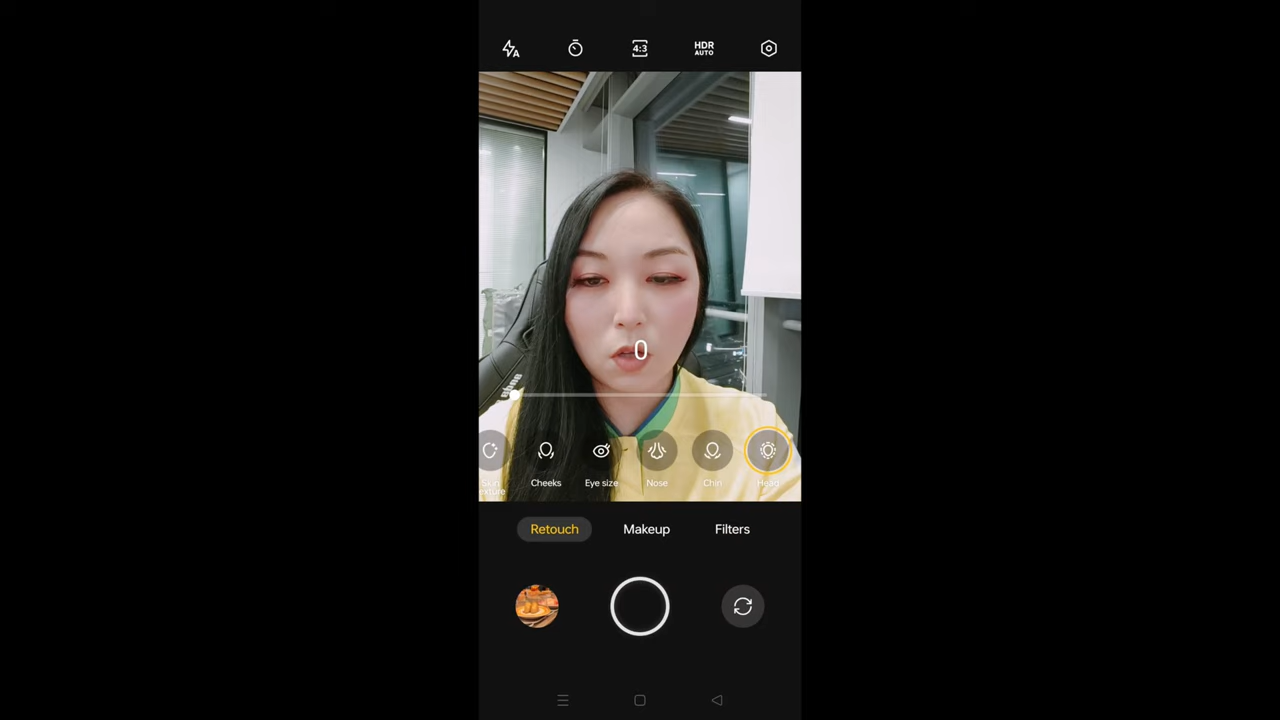 A
4:3
HDR
AUTO
0
Cheeks
Eye size
Nose
Chin
Retouch
Makeup
Filters